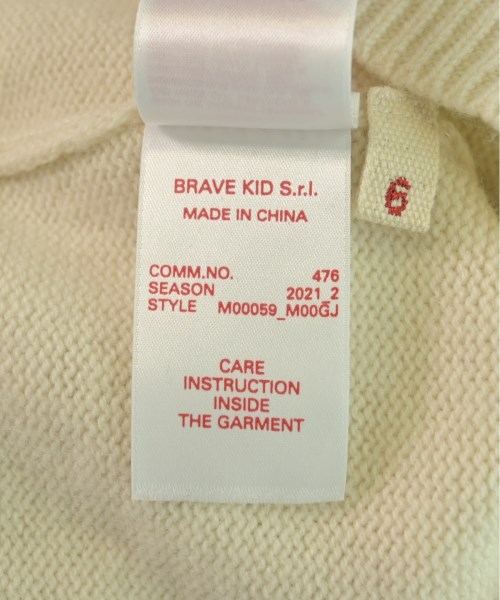 BRAVE KID S.r.l.
MADE IN CHINA
COMM.NO. 476
SEASON 2021_2
STYLE M00059_M00GJ
CARE
INSTRUCTION
INSIDE
THE GARMENT
6